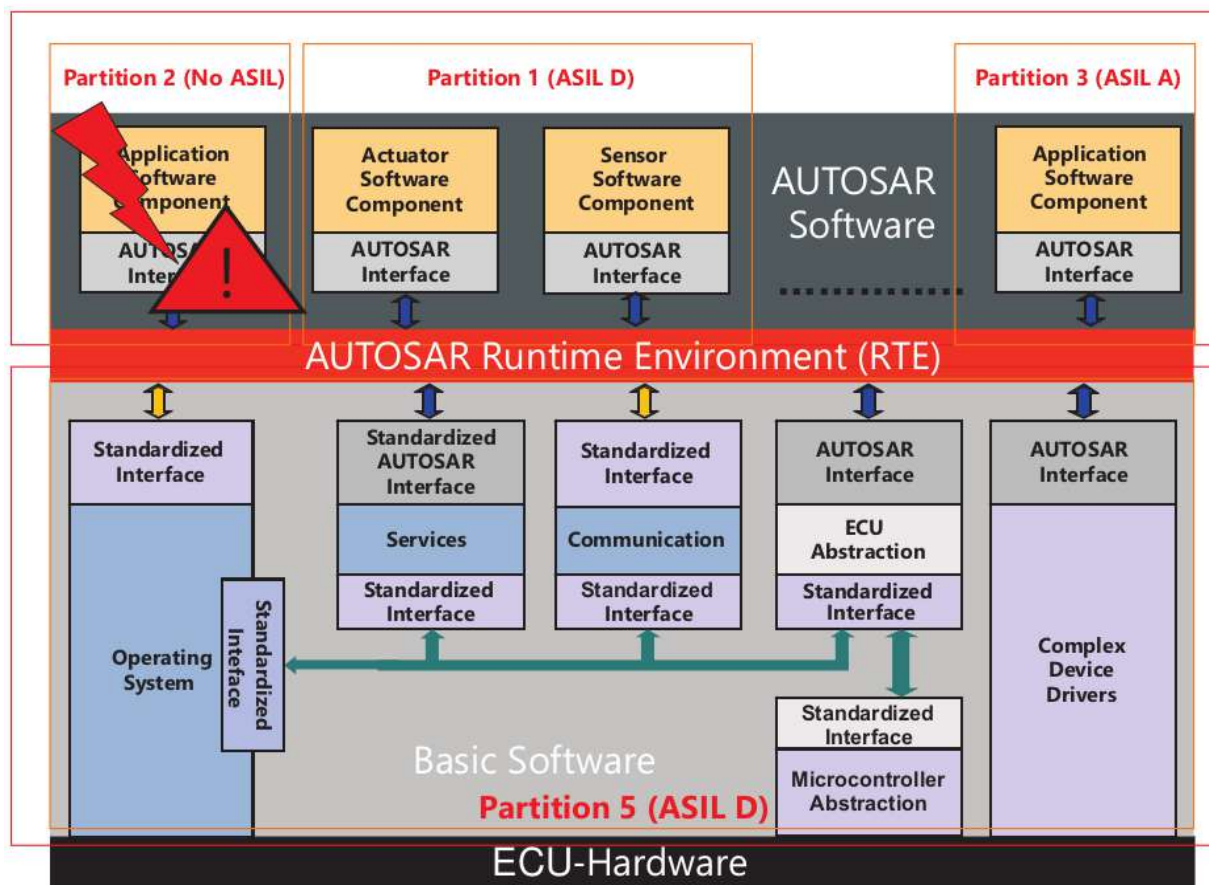 Partition 2 (No ASIL)
Partition 1 (ASIL D)
Partition 3 (ASIL A)
Application
Software
Component
AUTOSAR
Interface
!
Actuator
Software
Component
AUTOSAR
Interface
Sensor
Software
Component
AUTOSAR
Interface
AUTOSAR
Software
Application
Software
Component
AUTOSAR
Interface
AUTOSAR Runtime Environment (RTE)
Standardized
Interface
Operating
System
Standardized
Inteface
Standardized
AUTOSAR
Interface
Services
Standardized
Interface
Standardized
Interface
Communication
Standardized
Interface
AUTOSAR
Interface
ECU
Abstraction
Standardized
Interface
Standardized
Interface
Microcontroller
Abstraction
AUTOSAR
Interface
Complex
Device
Drivers
Basic Software
Partition 5 (ASIL D)
ECU-Hardware